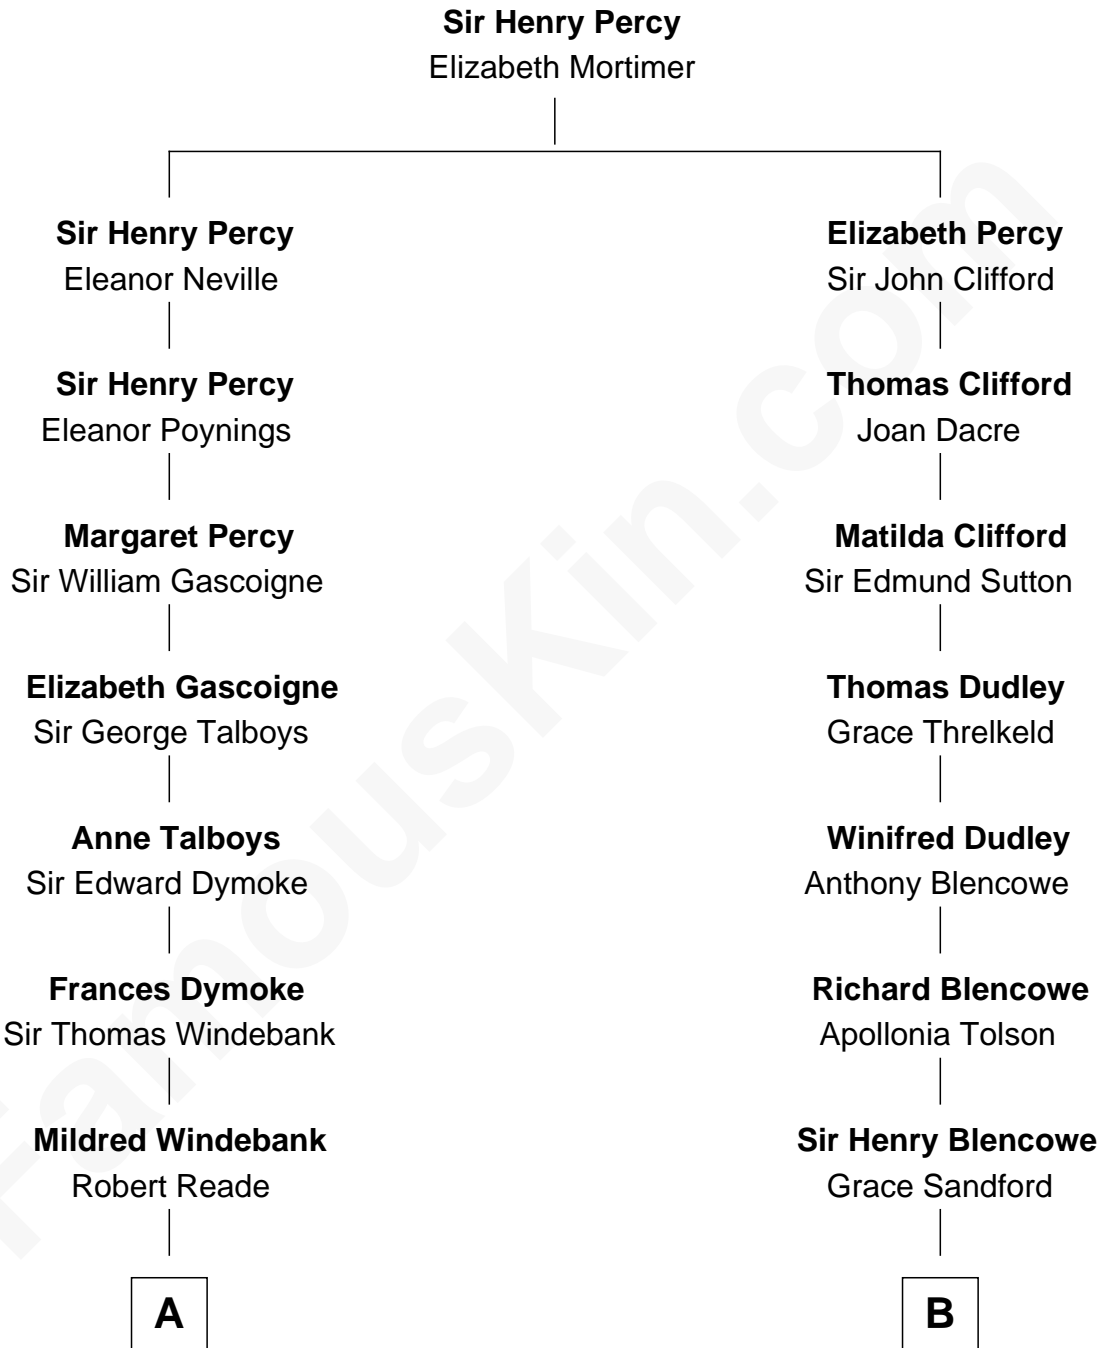 Sir Henry Percy
Elizabeth Mortimer
Sir Henry Percy
Eleanor Neville
Sir Henry Percy
Eleanor Poynings
Margaret Percy
Sir William Gascoigne
Elizabeth Gascoigne
Sir George Talboys
Anne Talboys
Sir Edward Dymoke
Frances Dymoke
Sir Thomas Windebank
Mildred Windebank
Robert Reade
A
Elizabeth Percy
Sir John Clifford
Thomas Clifford
Joan Dacre
Matilda Clifford
Sir Edmund Sutton
Thomas Dudley
Grace Threlkeld
Winifred Dudley
Anthony Blencowe
Richard Blencowe
Apollonia Tolson
Sir Henry Blencowe
Grace Sandford
B
FamousKin.com